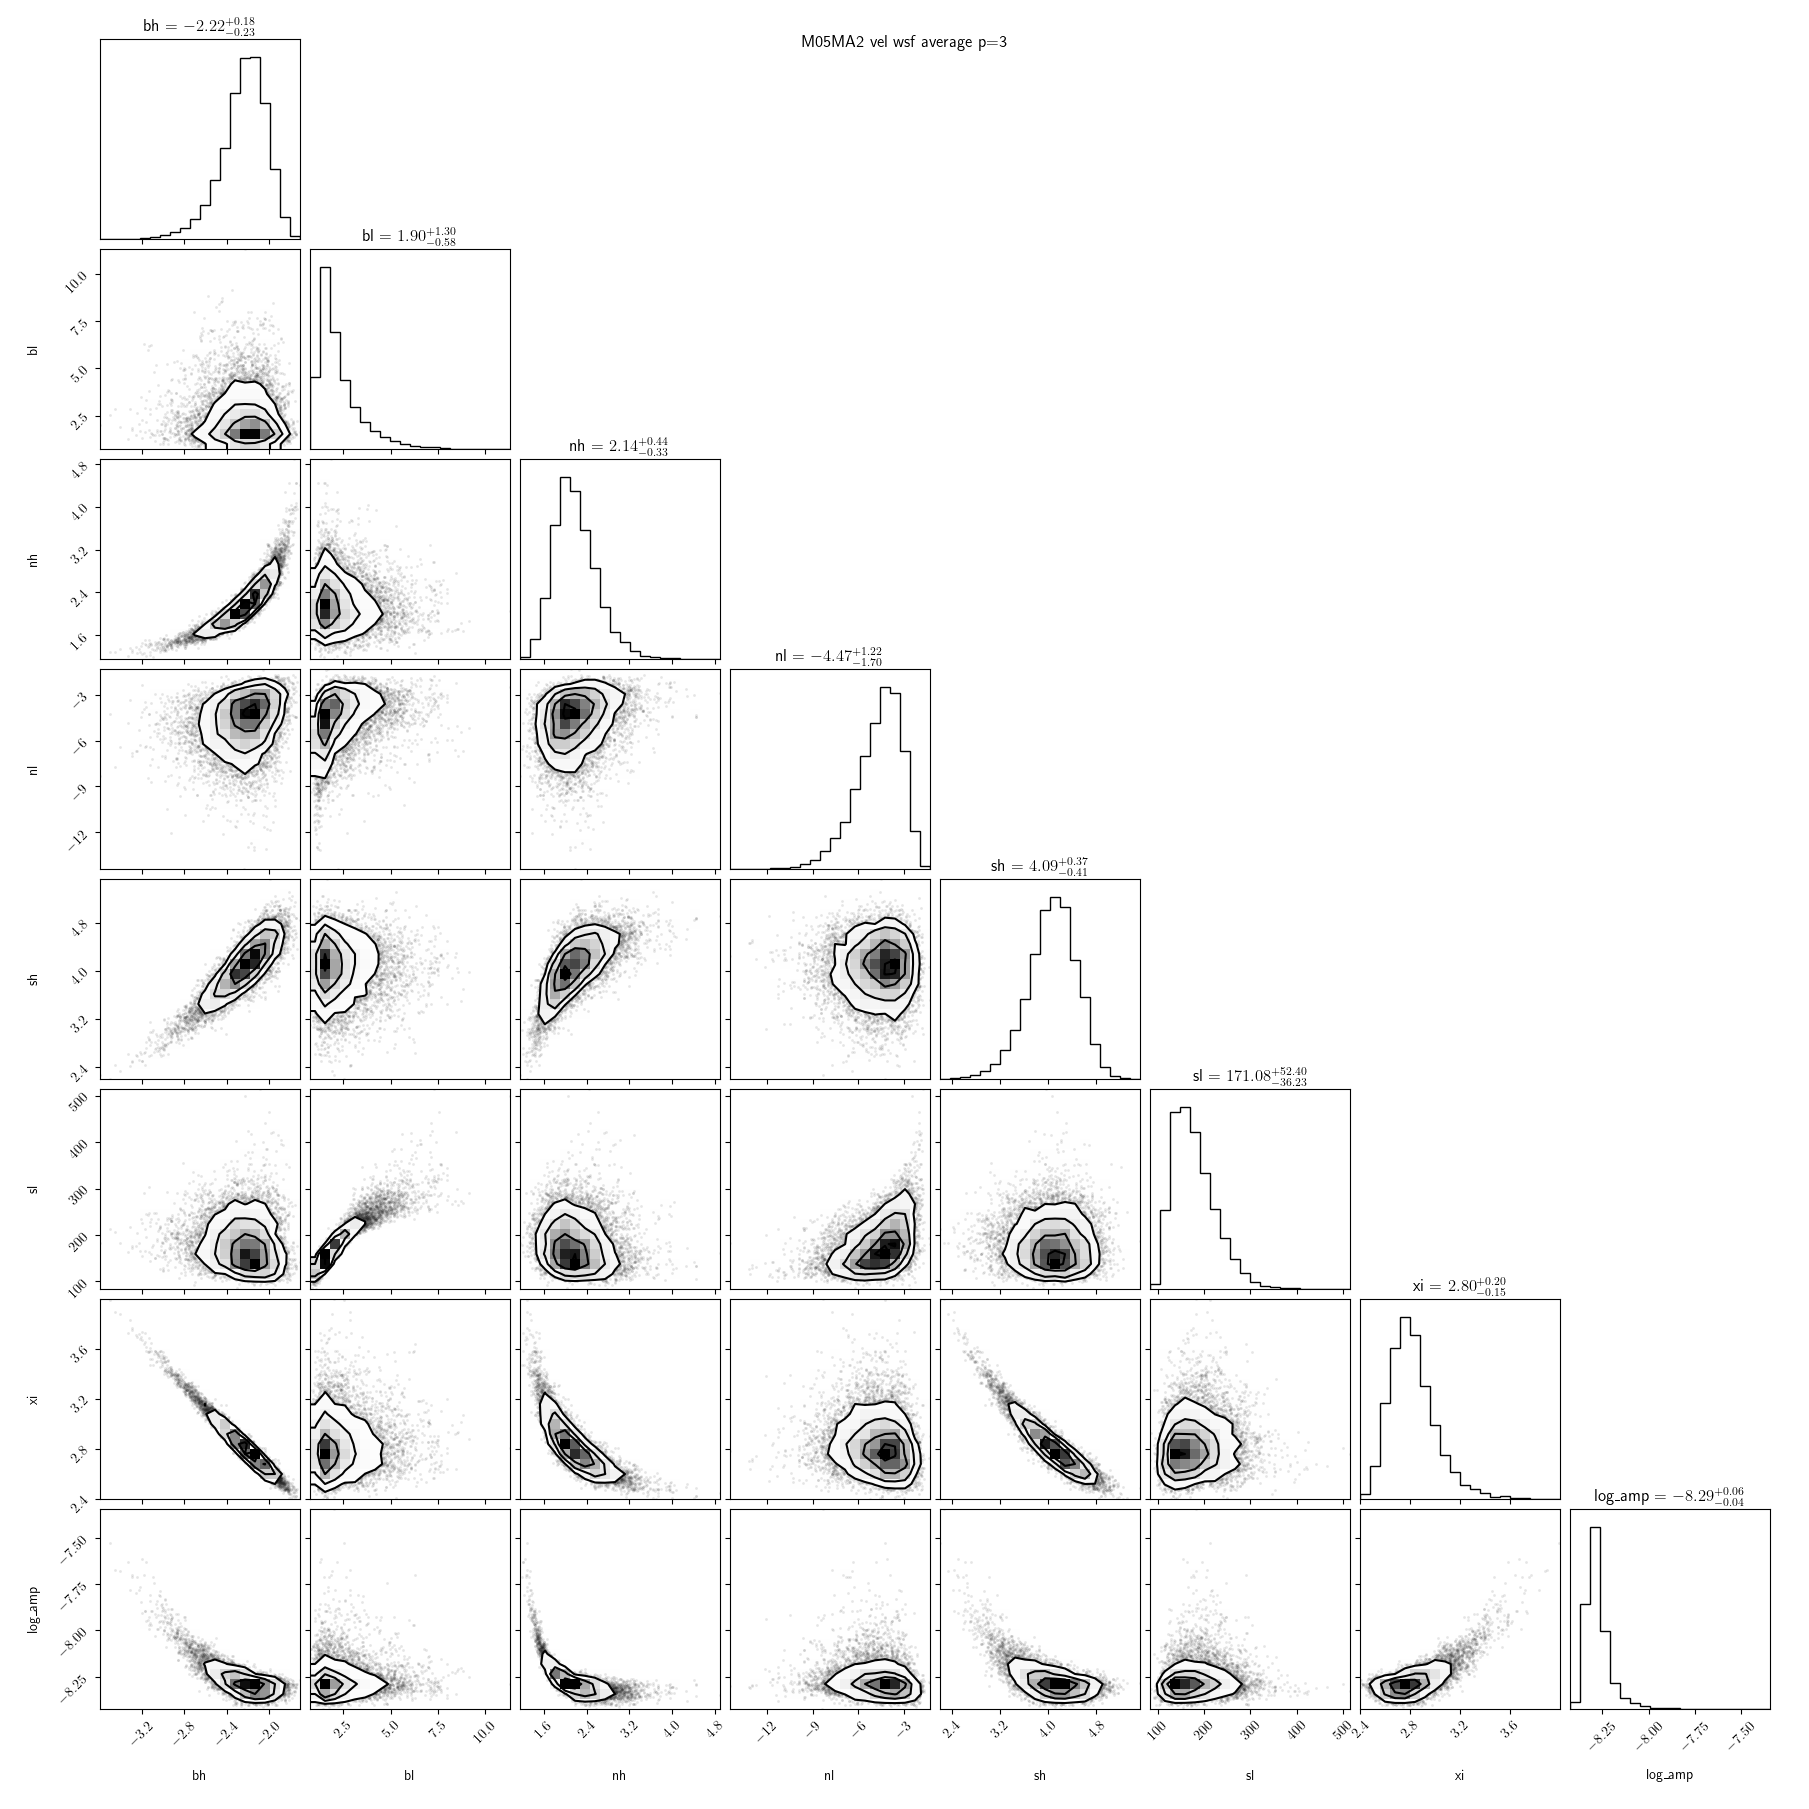 M05MA2 vel wsf average p=3
bh = −2.22+0.18−0.23
bl = 1.90+1.30−0.58
10.0
7.5
5.0
2.5
bl
nh = 2.14+0.44−0.33
4.8
4.0
3.2
2.4
1.6
nh
nl = −4.47+1.22−1.70
−3
−6
−9
−12
nl
sh = 4.09+0.37−0.41
4.8
4.0
3.2
2.4
sh
sl = 171.08+52.40−36.23
500
400
300
200
100
sl
xi = 2.80+0.20−0.15
3.6
3.2
2.8
2.4
xi
log_amp = −8.29+0.06−0.04
−7.50
−7.75
−8.00
−8.25
log_amp
−3.2 −2.8 −2.4 −2.0 2.5 5.0 7.5 10.0 1.6 2.4 3.2 4.0 4.8 −12 −9 −6 −3 2.4 3.2 4.0 4.8 100 200 300 400 500 2.4 2.8 3.2 3.6 −8.25 −8.00 −7.75 −7.50
bh bl nh nl sh sl xi log_amp